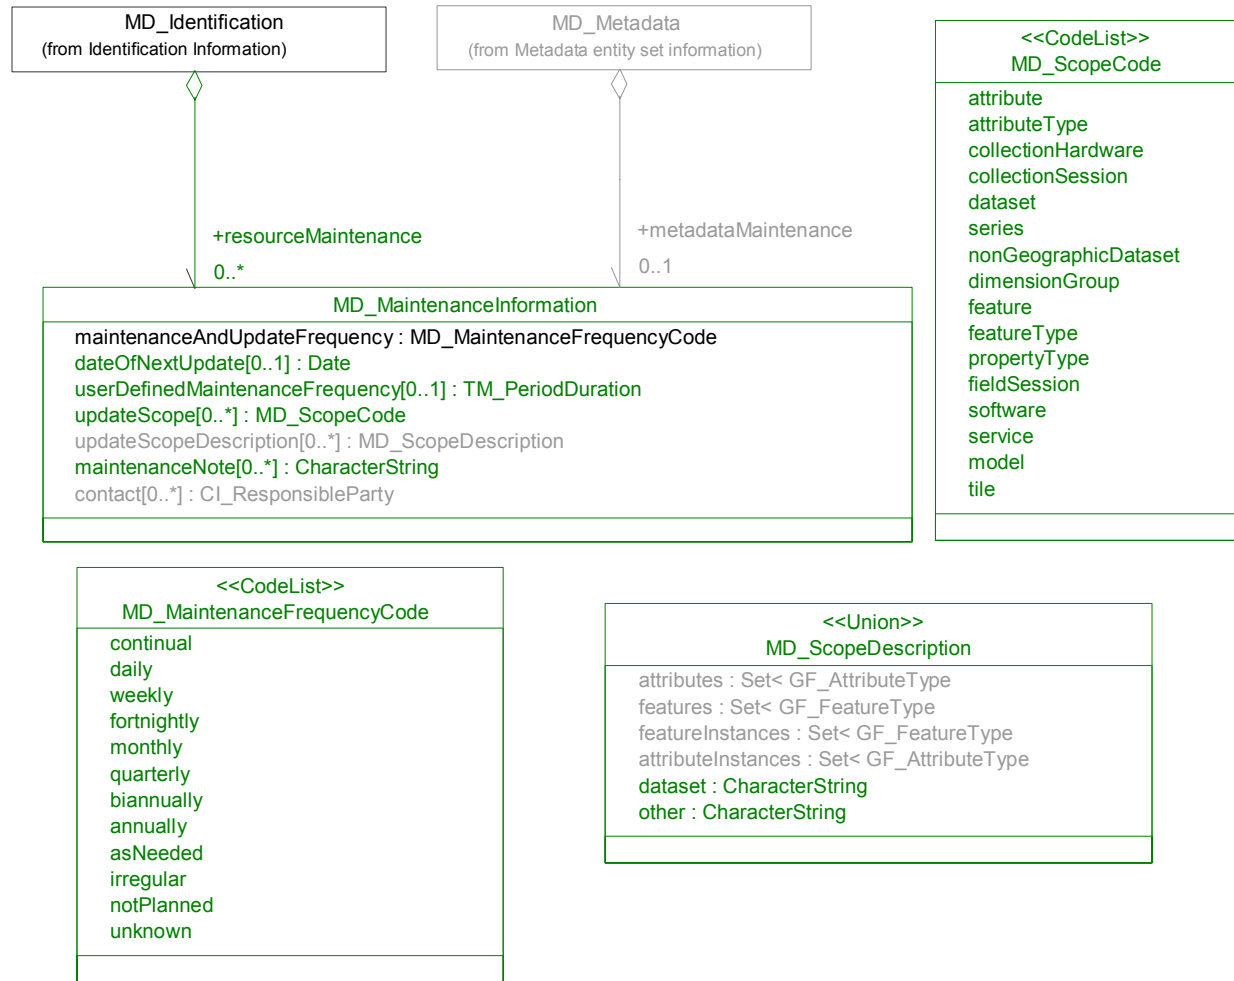 MD_Identification
(from Identification Information)
MD_Metadata
(from Metadata entity set information)
<<CodeList>>
MD_ScopeCode
attribute
attributeType
collectionHardware
collectionSession
dataset
series
nonGeographicDataset
dimensionGroup
feature
featureType
propertyType
fieldSession
software
service
model
tile
+resourceMaintenance
0..*
+metadataMaintenance
0..1
MD_MaintenanceInformation
maintenanceAndUpdateFrequency : MD_MaintenanceFrequencyCode
dateOfNextUpdate[0..1] : Date
userDefinedMaintenanceFrequency[0..1] : TM_PeriodDuration
updateScope[0..*] : MD_ScopeCode
updateScopeDescription[0..*] : MD_ScopeDescription
maintenanceNote[0..*] : CharacterString
contact[0..*] : CI_ResponsibleParty
<<CodeList>>
MD_MaintenanceFrequencyCode
continual
daily
weekly
fortnightly
monthly
quarterly
biannually
annually
asNeeded
irregular
notPlanned
unknown
<<Union>>
MD_ScopeDescription
attributes : Set< GF_AttributeType
features : Set< GF_FeatureType
featureInstances : Set< GF_FeatureType
attributeInstances : Set< GF_AttributeType
dataset : CharacterString
other : CharacterString